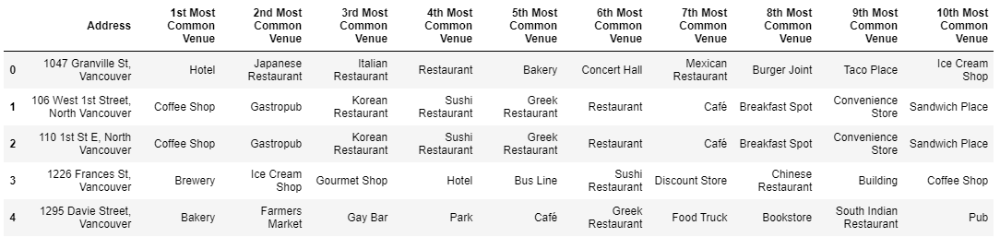 Address 1st Most Common Venue 2nd Most Common Venue 3rd Most Common Venue 4th Most Common Venue 5th Most Common Venue 6th Most Common Venue 7th Most Common Venue 8th Most Common Venue 9th Most Common Venue 10th Most Common Venue
0 1047 Granville St, Vancouver Hotel Japanese Restaurant Italian Restaurant Restaurant Bakery Concert Hall Mexican Restaurant Burger Joint Taco Place Ice Cream Shop
1 106 West 1st Street, North Vancouver Coffee Shop Gastropub Korean Restaurant Sushi Restaurant Greek Restaurant Restaurant Café Breakfast Spot Convenience Store Sandwich Place
2 110 1st St E, North Vancouver Coffee Shop Gastropub Korean Restaurant Sushi Restaurant Greek Restaurant Restaurant Café Breakfast Spot Convenience Store Sandwich Place
3 1226 Frances St, Vancouver Brewery Ice Cream Shop Gourmet Shop Hotel Bus Line Sushi Restaurant Discount Store Chinese Restaurant Building Coffee Shop
4 1295 Davie Street, Vancouver Bakery Farmers Market Gay Bar Park Café Greek Restaurant Food Truck Bookstore South Indian Restaurant Pub